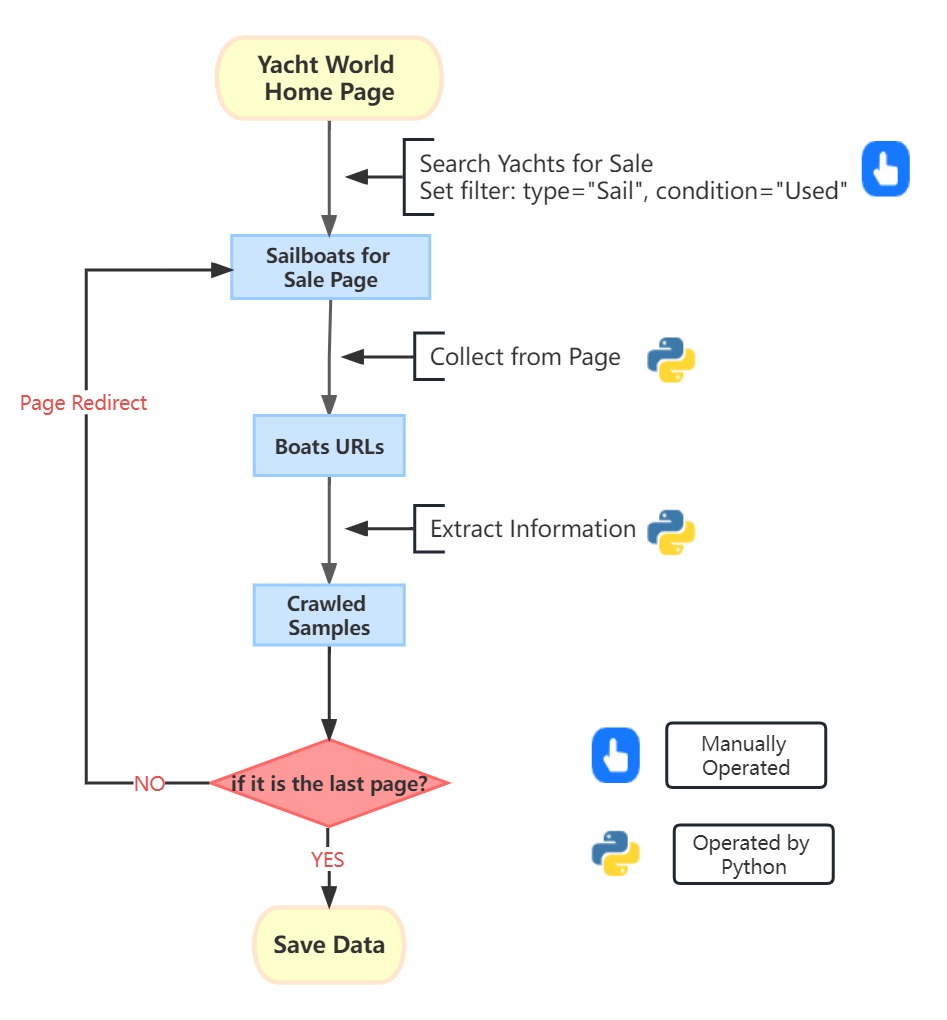 Yacht World
Home Page
Search Yachts for Sale
Set filter: type="Sail", condition="Used"
Sailboats for
Sale Page
Collect from Page
Page Redirect
Boats URLs
Extract Information
Crawled
Samples
Manually
Operated
if it is the last page?
NO
Operated by
Python
YES
Save Data